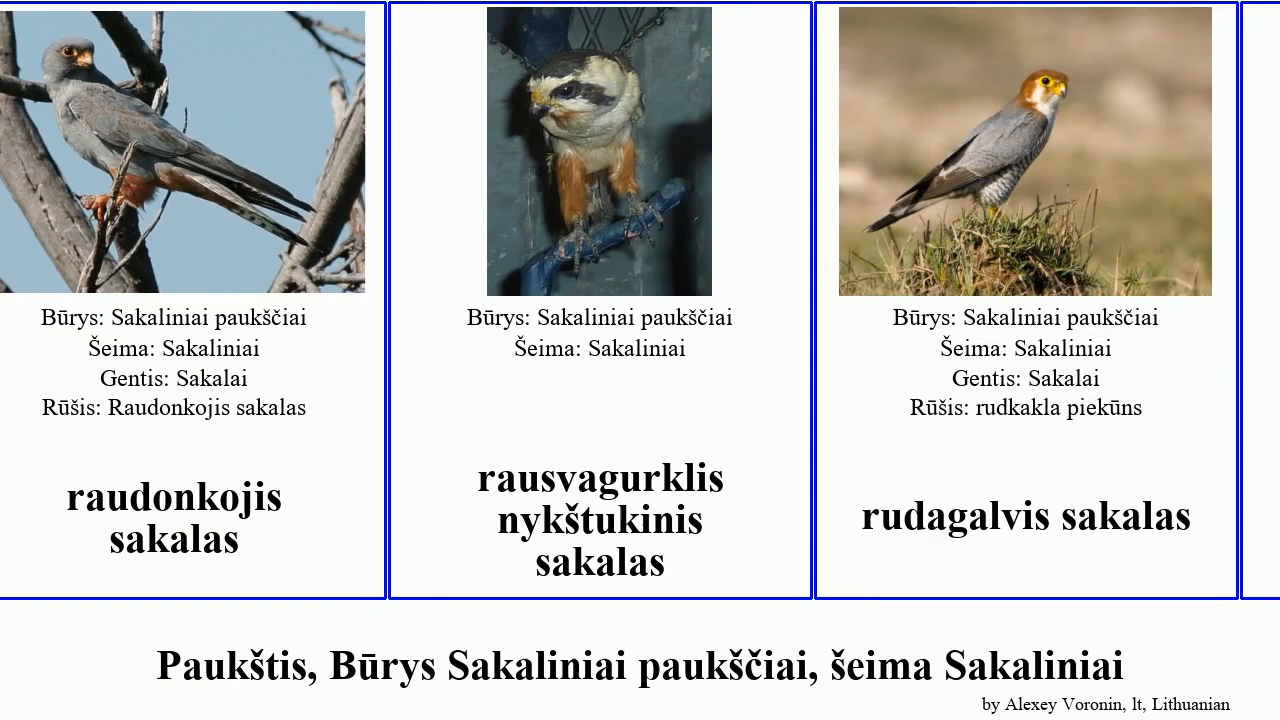 Būrys: Sakaliniai paukščiai
Šeima: Sakaliniai
Gentis: Sakalai
Rūšis: Raudonkojis sakalas
raudonkojis
sakalas
Būrys: Sakaliniai paukščiai
Šeima: Sakaliniai
rausvagurklis
nykštukinis
sakalas
Būrys: Sakaliniai paukščiai
Šeima: Sakaliniai
Gentis: Sakalai
Rūšis: rudkakla piekūns
rudagalvis sakalas
Paukštis, Būrys Sakaliniai paukščiai, šeima Sakaliniai
by Alexey Voronin, lt, Lithuanian